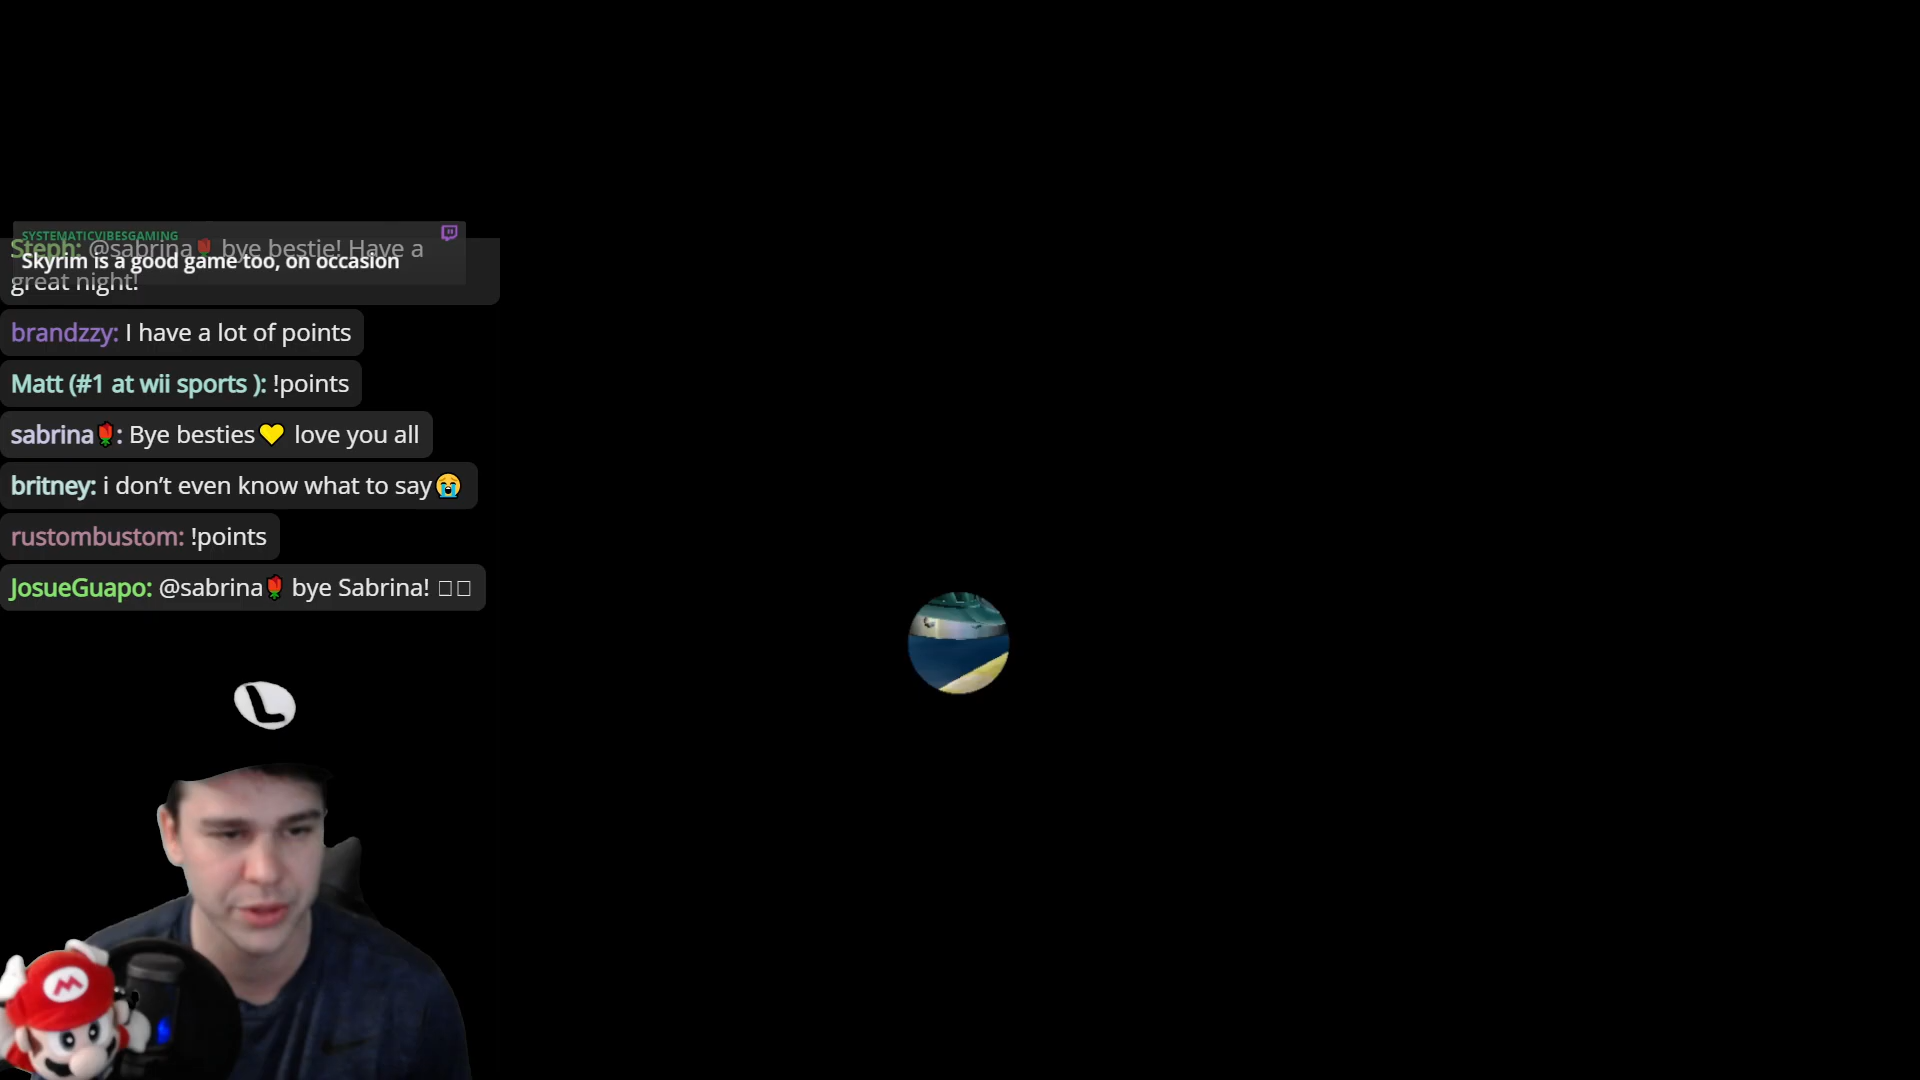 SYSTEMATICVIBESGAMING
Skyrim is a good game too, on occasion
Steph: @sabrina🌹 bye bestie! Have a
great night!
brandzzy: I have a lot of points
Matt (#1 at wii sports ): !points
sabrina🌹: Bye besties💛 love you all
britney: i don’t even know what to say😭
rustombustom: !points
JosueGuapo: @sabrina🌹 bye Sabrina! 
L
M